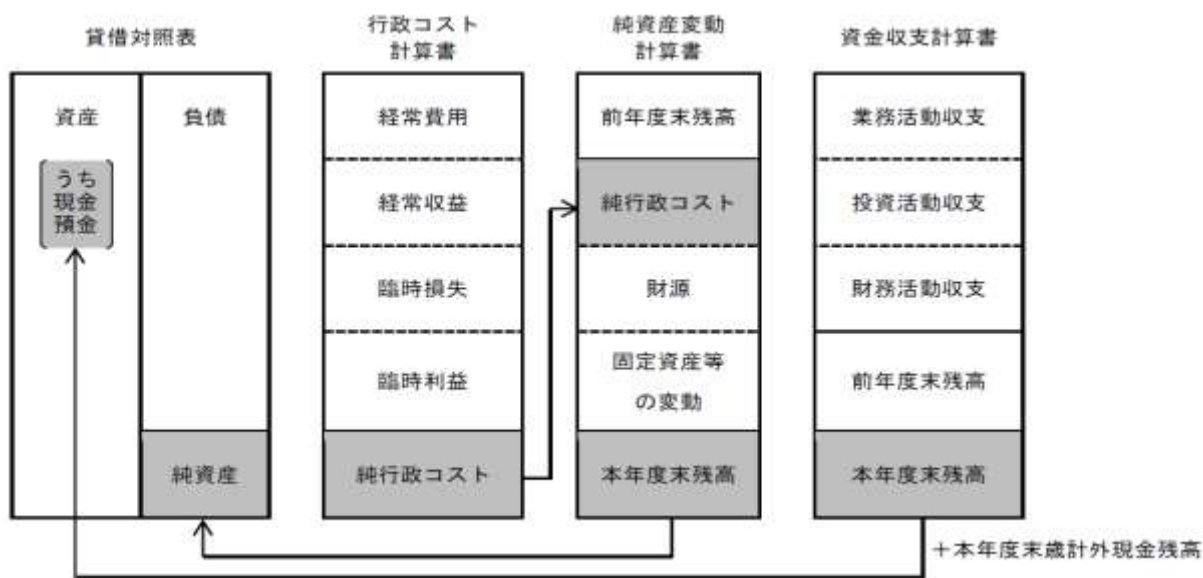 貸借対照表
資産
うち
現金
預金
負債
純資産
行政コスト
計算書
経常費用
経常収益
臨時損失
臨時利益
純行政コスト
純資産変動
計算書
前年度末残高
純行政コスト
財源
固定資産等
の変動
本年度末残高
資金収支計算書
業務活動収支
投資活動収支
財務活動収支
前年度末残高
本年度末残高
＋本年度末歳計外現金残高